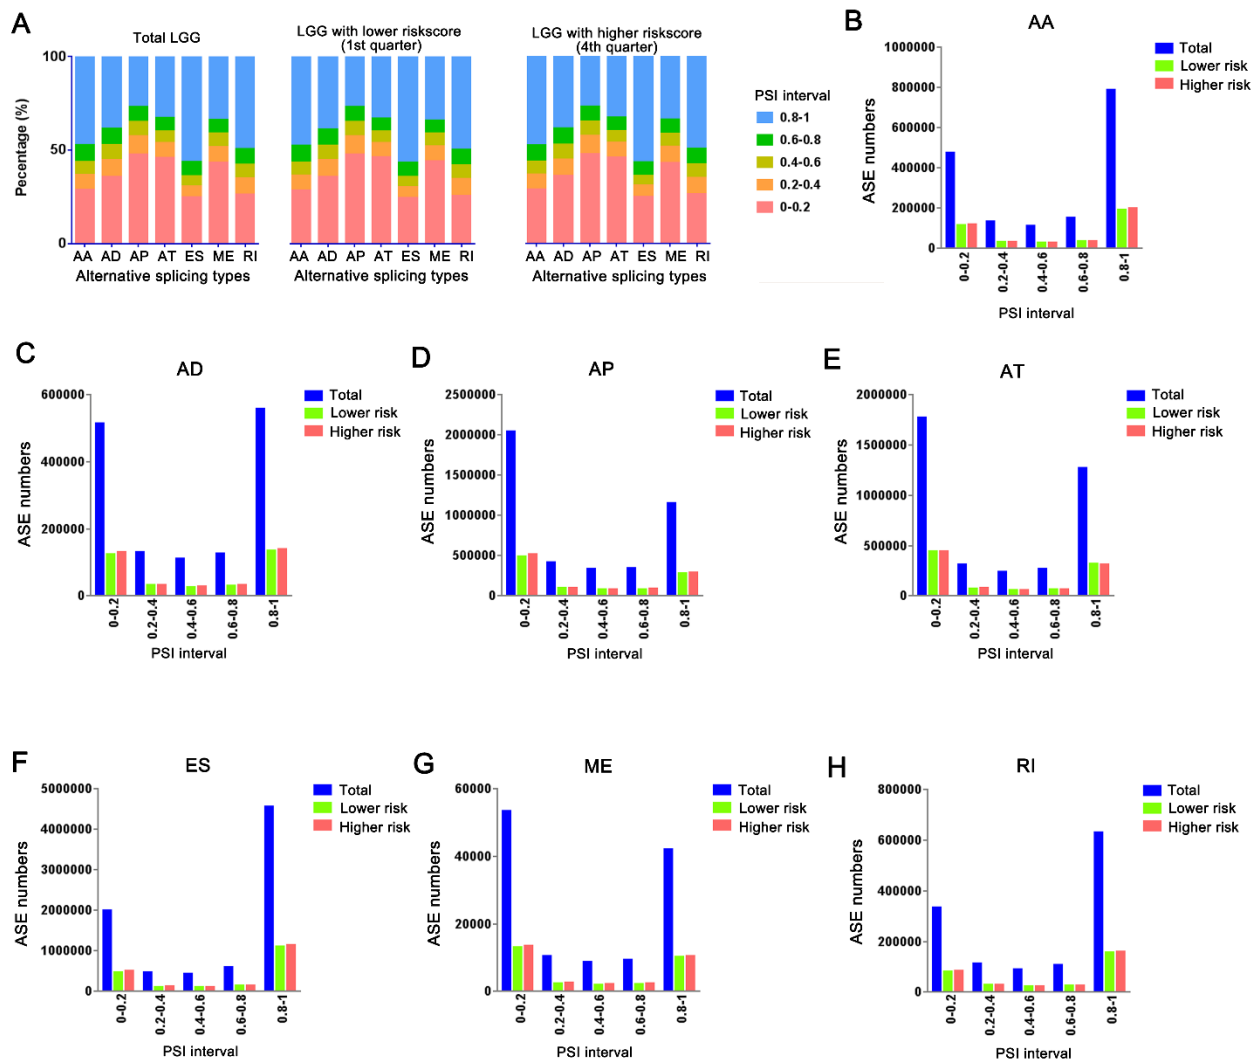 A
Total LGG
LGG with lower riskscore
(1st quarter)
LGG with higher riskscore
(4th quarter)
Pecentage (%)
100
50
0
AA AD AP AT ES ME RI
Alternative splicing types
AA AD AP AT ES ME RI
Alternative splicing types
AA AD AP AT ES ME RI
Alternative splicing types
PSI interval
0.8-1
0.6-0.8
0.4-0.6
0.2-0.4
0-0.2
B
AA
Total
Lower risk
Higher risk
ASE numbers
1000000
800000
600000
400000
200000
0
0-0.2
0.2-0.4
0.4-0.6
0.6-0.8
0.8-1
PSI interval
C
AD
Total
Lower risk
Higher risk
ASE numbers
600000
400000
200000
0
0-0.2
0.2-0.4
0.4-0.6
0.6-0.8
0.8-1
PSI interval
D
AP
Total
Lower risk
Higher risk
ASE numbers
2500000
2000000
1500000
1000000
500000
0
0-0.2
0.2-0.4
0.4-0.6
0.6-0.8
0.8-1
PSI interval
E
AT
Total
Lower risk
Higher risk
ASE numbers
2000000
1500000
1000000
500000
0
0-0.2
0.2-0.4
0.4-0.6
0.6-0.8
0.8-1
PSI interval
F
ES
Total
Lower risk
Higher risk
ASE numbers
5000000
4000000
3000000
2000000
1000000
0
0-0.2
0.2-0.4
0.4-0.6
0.6-0.8
0.8-1
PSI interval
G
ME
Total
Lower risk
Higher risk
ASE numbers
60000
40000
20000
0
0-0.2
0.2-0.4
0.4-0.6
0.6-0.8
0.8-1
PSI interval
H
RI
Total
Lower risk
Higher risk
ASE numbers
800000
600000
400000
200000
0
0-0.2
0.2-0.4
0.4-0.6
0.6-0.8
0.8-1
PSI interval